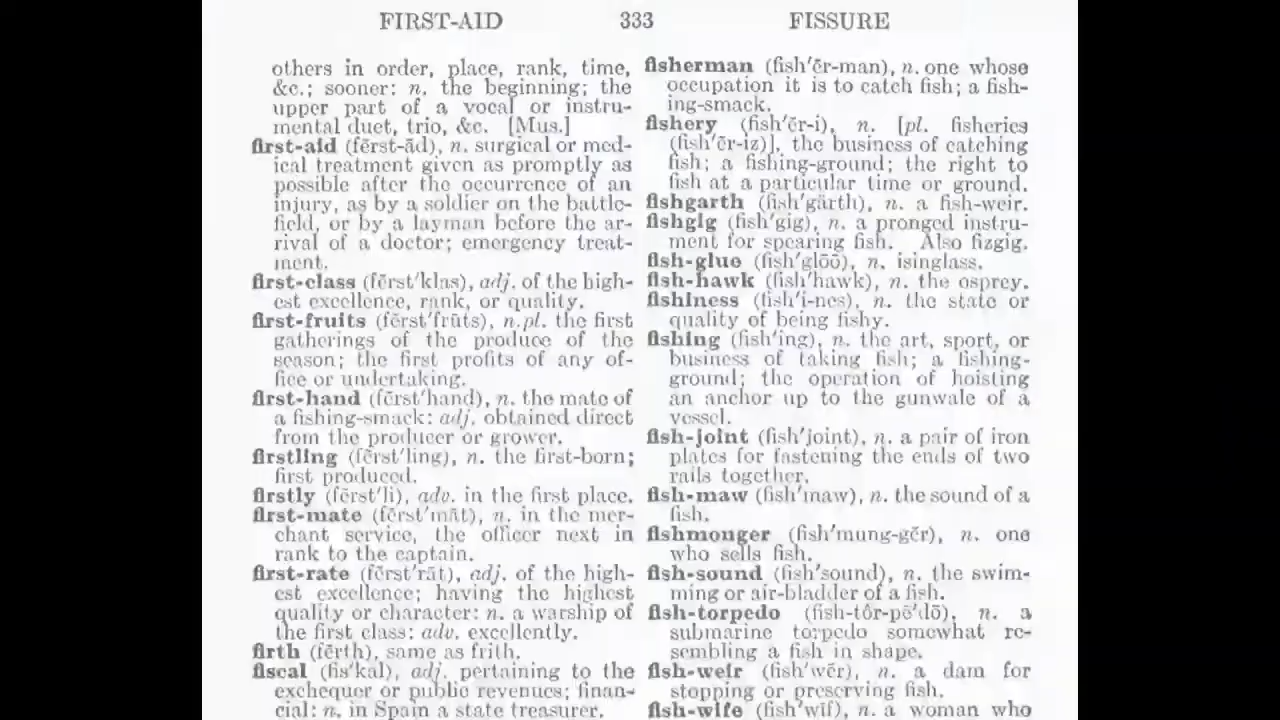 FIRST-AID 333 FISSURE
others in order, place, rank, time,
&c.; sooner: n. the beginning; the
upper part of a vocal or instru-
mental duet, trio, &c. [Mus.]
first-aid (fẽrst-ād), n. surgical or med-
ical treatment given as promptly as
possible after the occurrence of an
injury, as by a soldier on the battle-
field, or by a layman before the ar-
rival of a doctor; emergency treat-
ment.
first-class (fẽrst'klas), adj. of the high-
est excellence, rank, or quality.
first-fruits (fẽrst'frūts), n.pl. the first
gatherings of the produce of the
season; the first profits of any of-
fice or undertaking.
first-hand (fẽrst'hand), n. the mate of
a fishing-smack: adj. obtained direct
from the producer or grower.
firstling (fẽrst'ling), n. the first-born;
first produced.
firstly (fẽrst'li), adv. in the first place.
first-mate (fẽrst'māt), n. in the mer-
chant service, the officer next in
rank to the captain.
first-rate (fẽrst'rāt), adj. of the high-
est excellence; having the highest
quality or character: n. a warship of
the first class: adv. excellently.
firth (fẽrth), same as frith.
fiscal (fis'kal), adj. pertaining to the
exchequer or public revenues; finan-
cial: n. in Spain a state treasurer.
fisherman (fish'ẽr-man), n. one whose
occupation it is to catch fish; a fish-
ing-smack.
fishery (fish'ẽr-i), n. [pl. fisheries
(fish'ẽr-iz)], the business of catching
fish; a fishing-ground; the right to
fish at a particular time or ground.
fishgarth (fish'gärth), n. a fish-weir.
fishgig (fish'gig), n. a pronged instru-
ment for spearing fish. Also fizgig.
fish-glue (fish'glōō), n. isinglass.
fish-hawk (fish'hawk), n. the osprey.
fishiness (fish'i-nes), n. the state or
quality of being fishy.
fishing (fish'ing), n. the art, sport, or
business of taking fish; a fishing-
ground; the operation of hoisting
an anchor up to the gunwale of a
vessel.
fish-joint (fish'joint), n. a pair of iron
plates for fastening the ends of two
rails together.
fish-maw (fish'maw), n. the sound of a
fish.
fishmonger (fish'mung-gẽr), n. one
who sells fish.
fish-sound (fish'sound), n. the swim-
ming or air-bladder of a fish.
fish-torpedo (fish-tôr-pē'dō), n. a
submarine torpedo somewhat re-
sembling a fish in shape.
fish-weir (fish'wēr), n. a dam for
stopping or preserving fish.
fish-wife (fish'wīf), n. a woman who